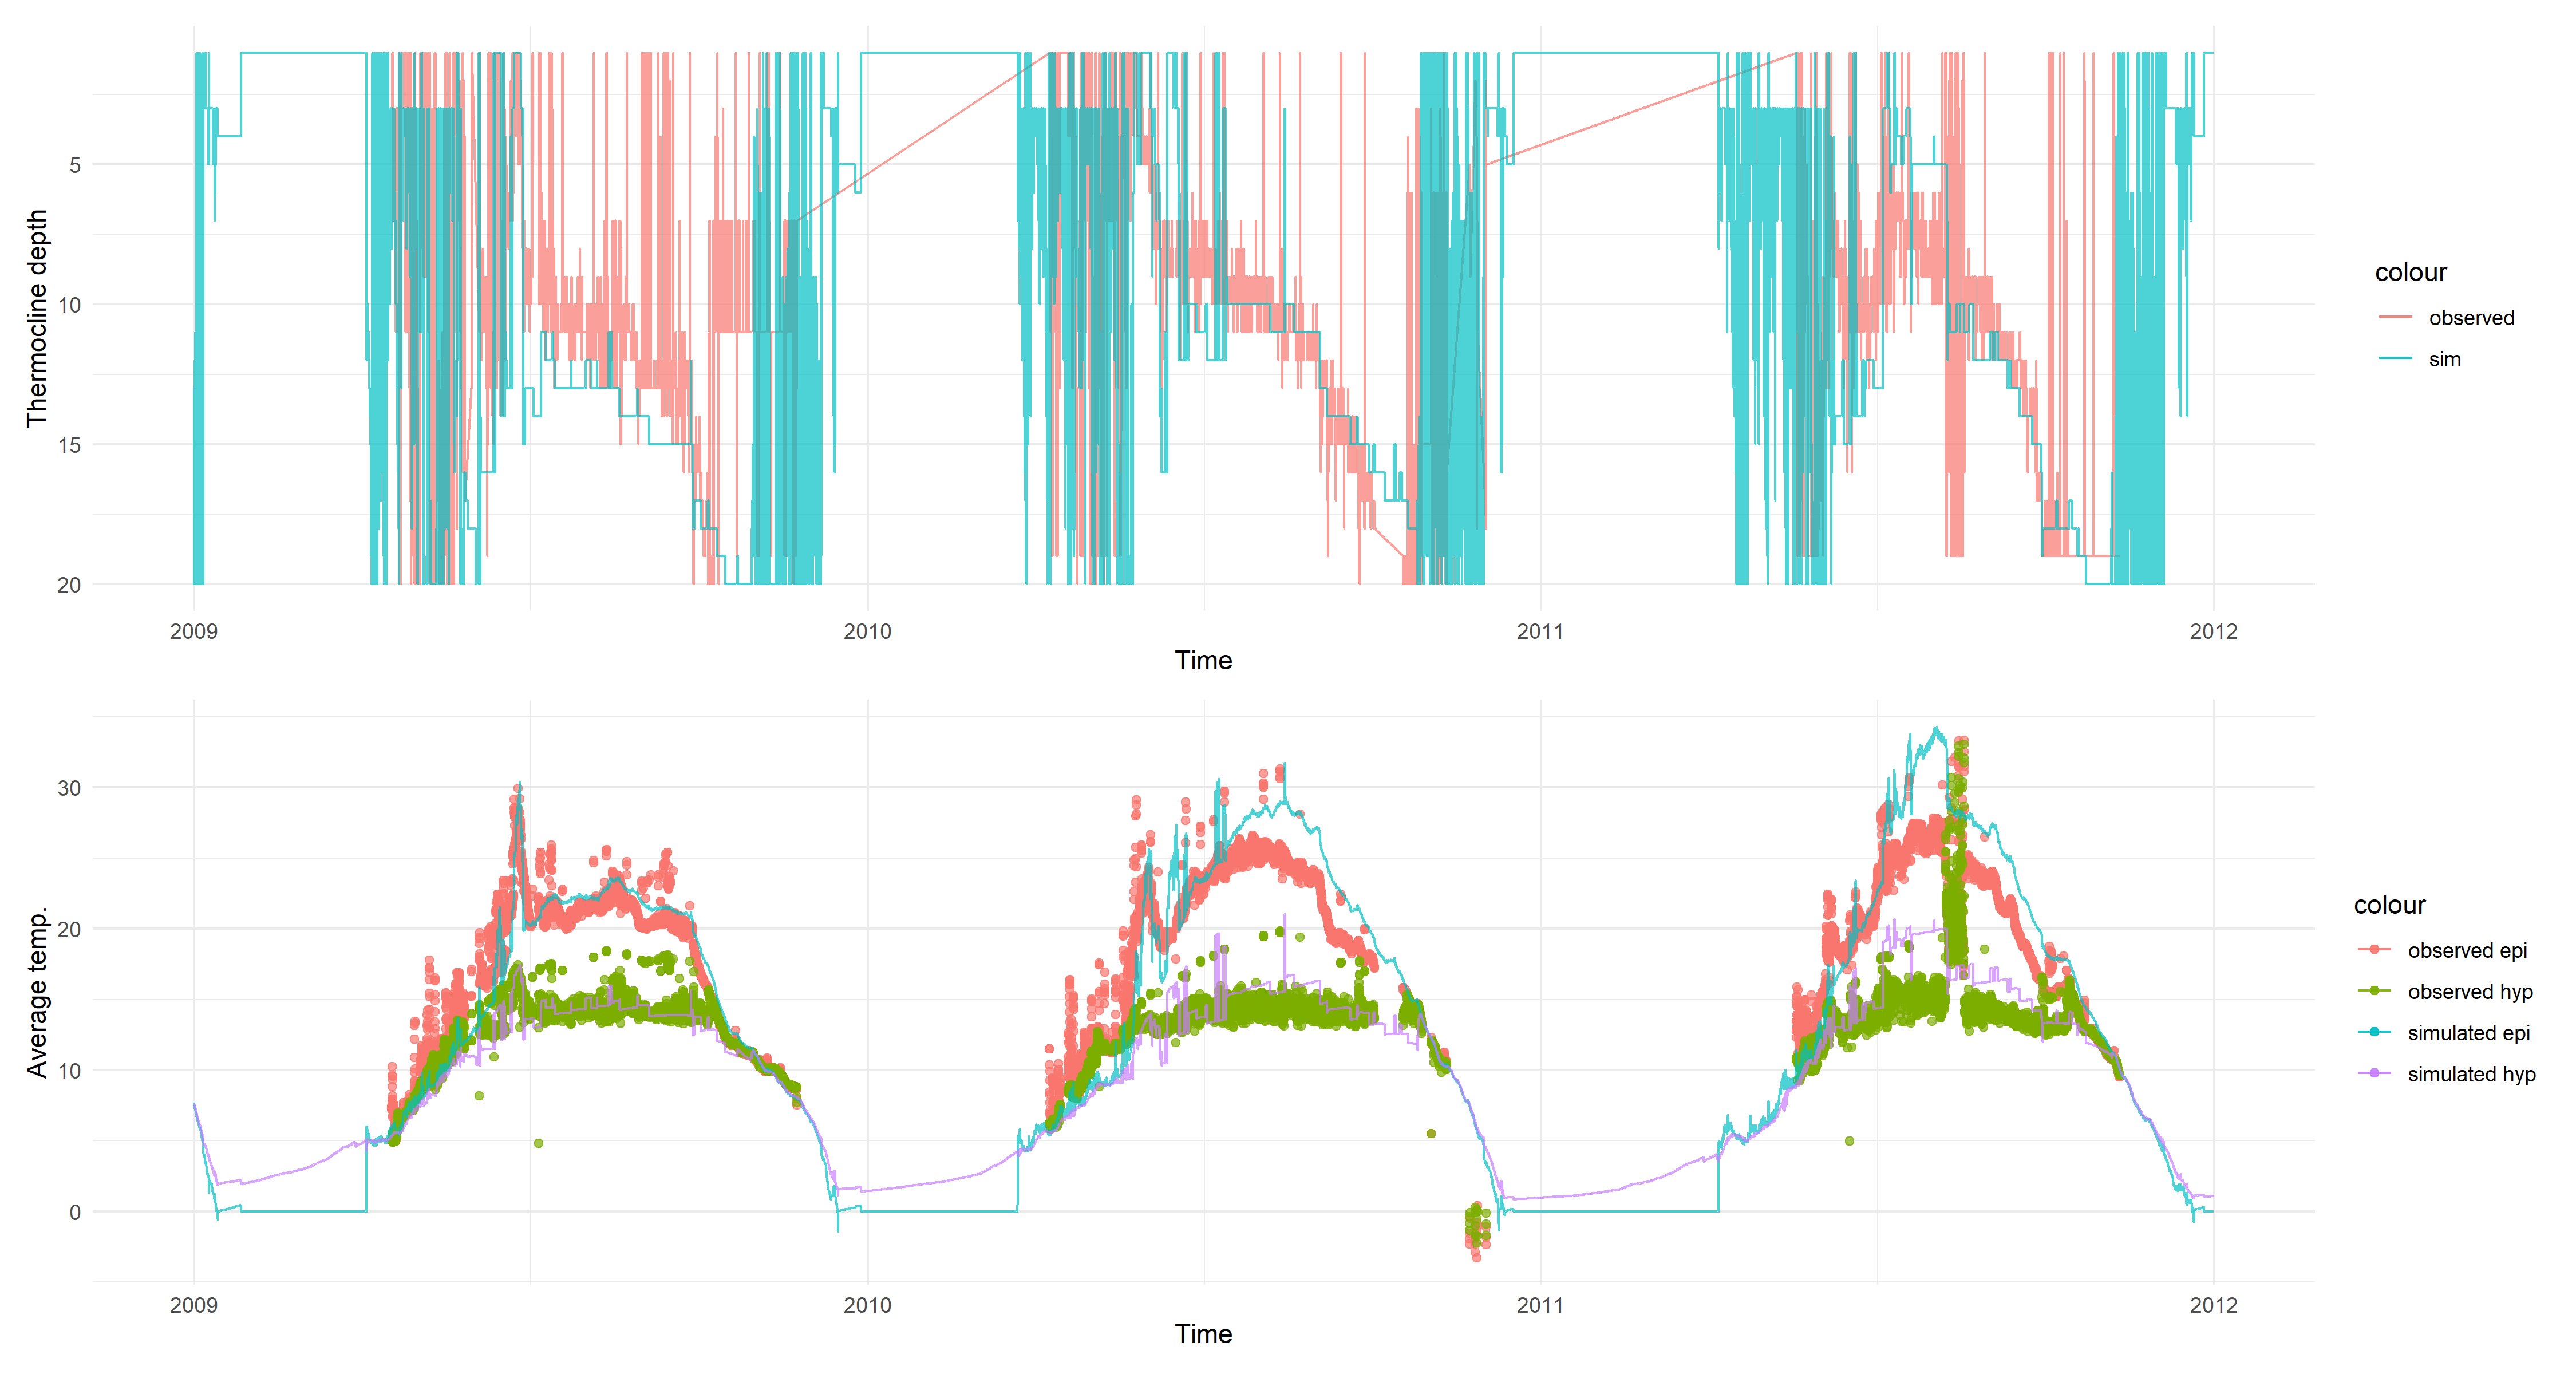 Thermocline depth
5
10
15
20
2009
2010
2011
2012
Time
colour
observed
sim
Average temp.
30
20
10
0
2009
2010
2011
2012
Time
colour
observed epi
observed hyp
simulated epi
simulated hyp